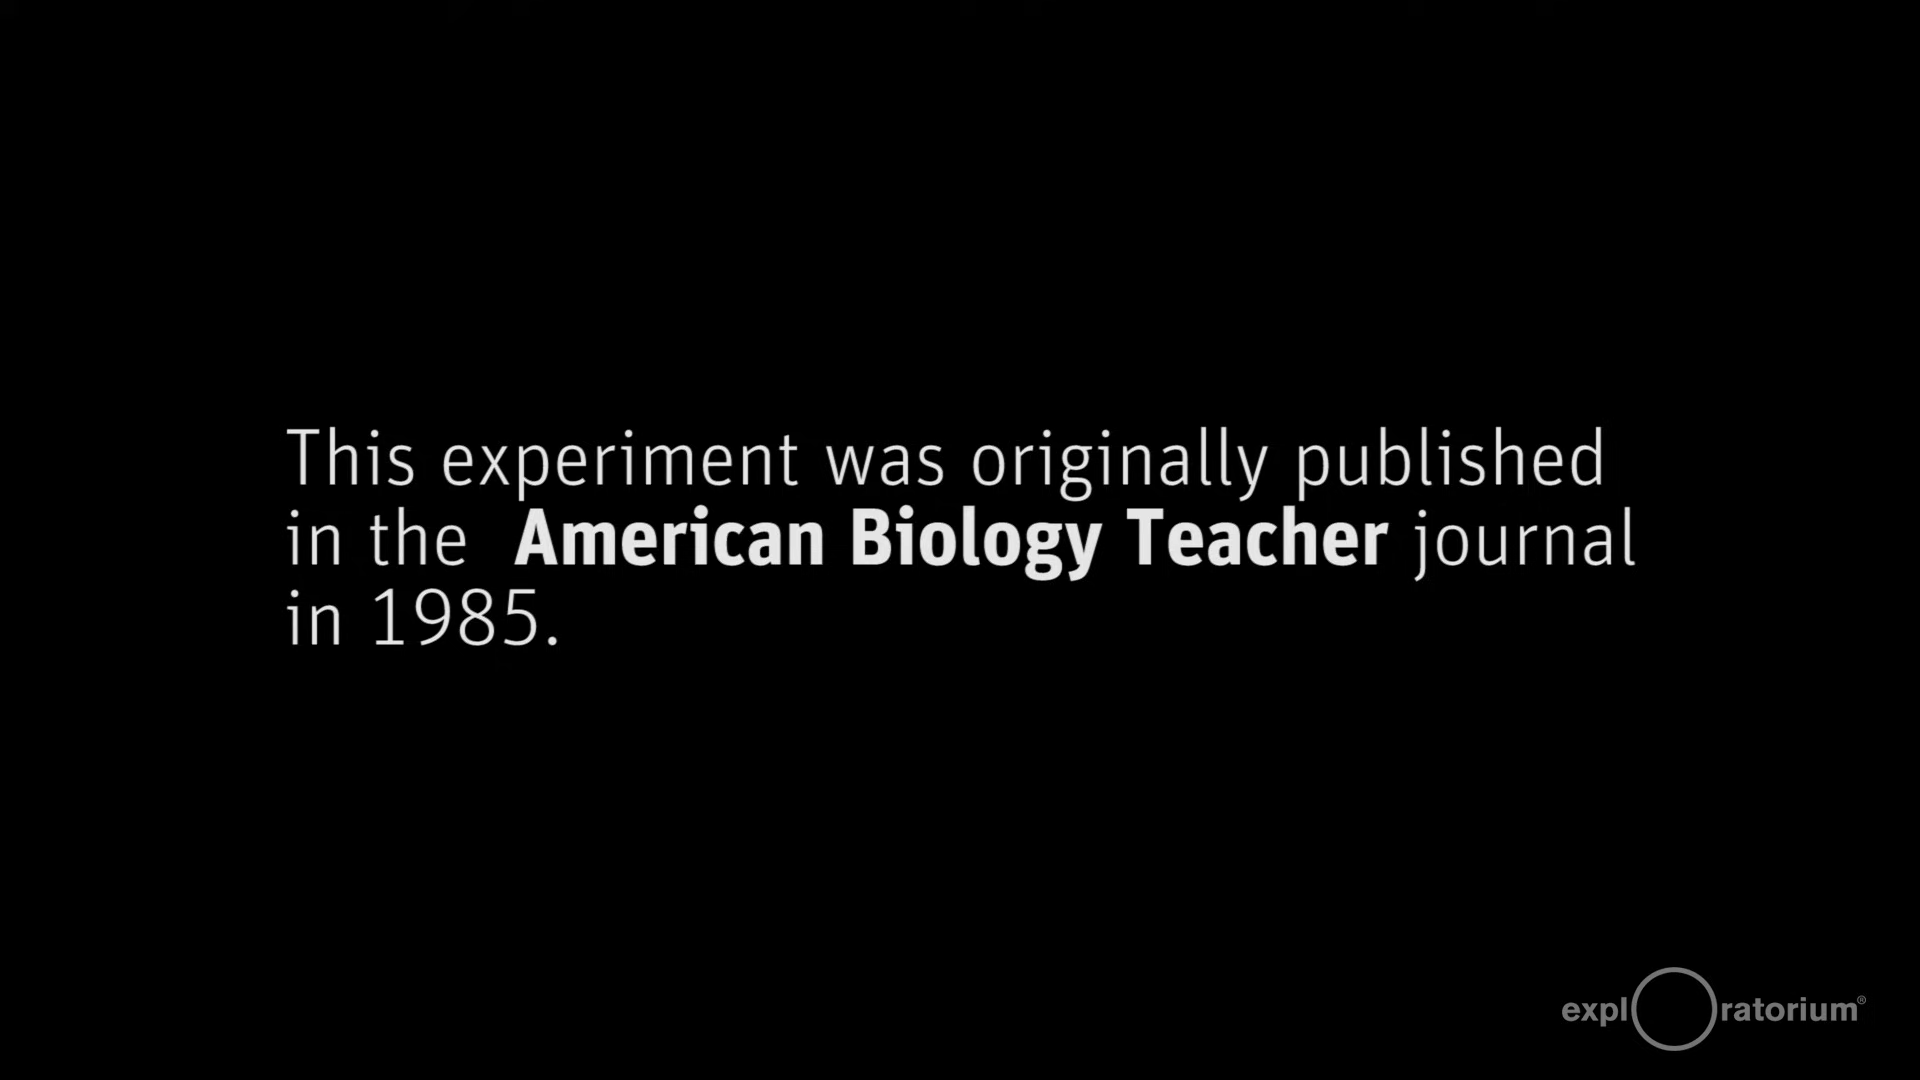 This experiment was originally published
in the American Biology Teacher journal
in 1985.
explOratorium®